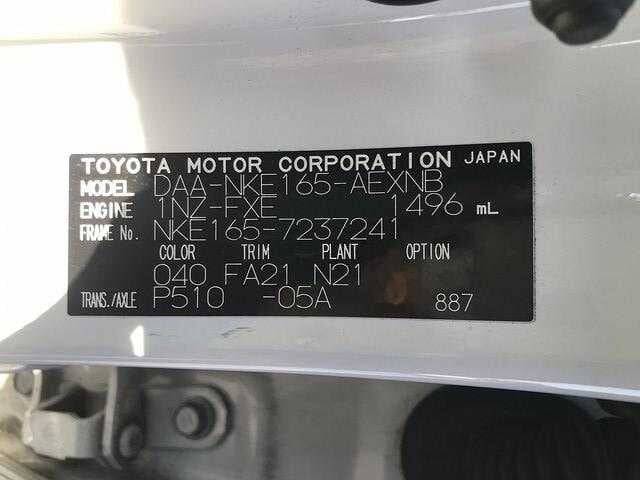 TOYOTA MOTOR CORPORATION JAPAN
MODEL DAA-NKE165-AEXNB
ENGINE 1NZ-FXE 1496 mL
FRAME No. NKE165-7237241
COLOR TRIM PLANT OPTION
040 FA21 N21
TRANS./AXLE P510 -05A 887